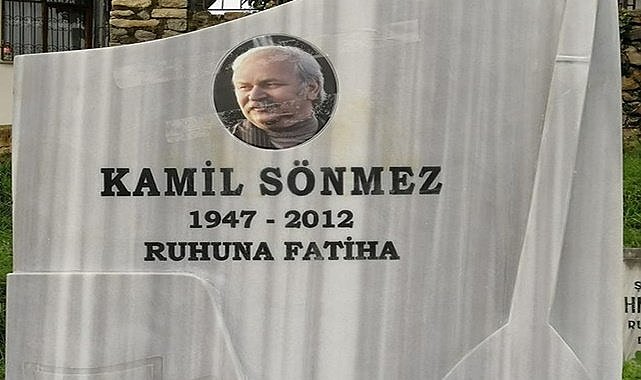 KAMİL SÖNMEZ
1947 - 2012
RUHUNA FATİHA